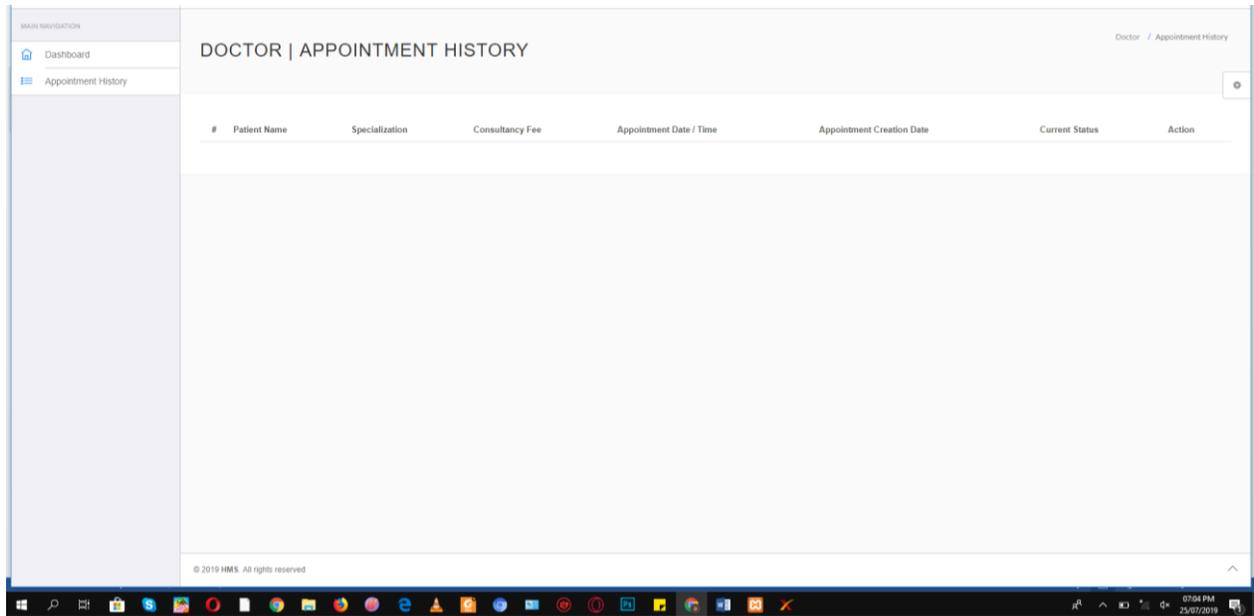 MAIN NAVIGATION
Dashboard
Appointment History
DOCTOR | APPOINTMENT HISTORY
Doctor / Appointment History
# Patient Name Specialization Consultancy Fee Appointment Date / Time Appointment Creation Date Current Status Action
© 2019 HMS. All rights reserved
07:04 PM
25/07/2019